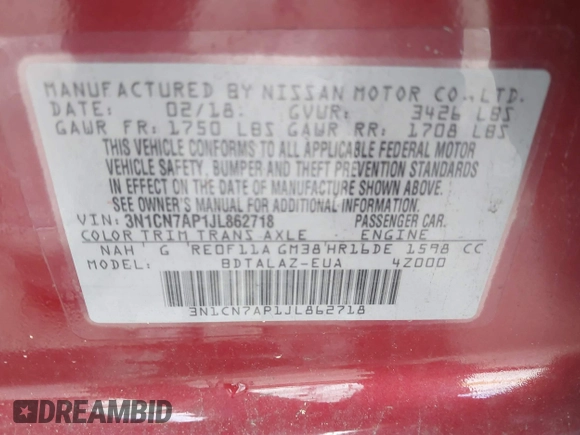 MANUFACTURED BY NISSAN MOTOR CO.,LTD.
DATE: 02/18. GVWR: 3426 LBS
GAWR FR: 1750 LBS GAWR RR: 1708 LBS
THIS VEHICLE CONFORMS TO ALL APPLICABLE FEDERAL MOTOR
VEHICLE SAFETY, BUMPER AND THEFT PREVENTION STANDARDS
IN EFFECT ON THE DATE OF MANUFACTURE SHOWN ABOVE.
SEE OWNER'S MANUAL FOR ADDITIONAL INFORMATION.
VIN: 3N1CN7AP1JL862718 PASSENGER CAR.
COLOR TRIM TRANS AXLE ENGINE
NAH G RE0F11A GM38 HR16DE 1598 CC
MODEL: BDTALAZ-EUA 4Z000
3N1CN7AP1JL862718
DREAMBID